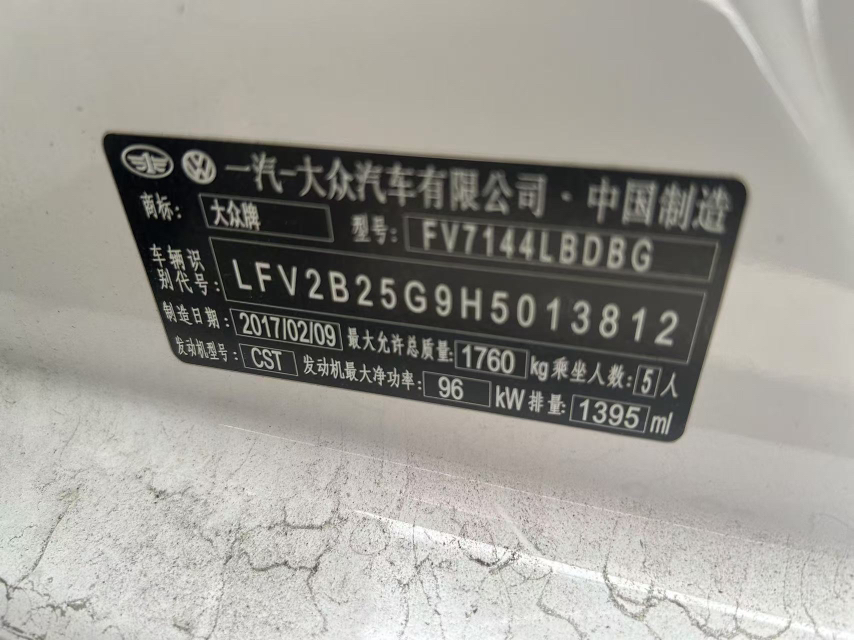 一汽-大众汽车有限公司·中国制造
商标: 大众牌 型号: FV7144LBDBG
车辆识别代号: LFV2B25G9H5013812
制造日期: 2017/02/09 最大允许总质量: 1760 kg 乘坐人数: 5 人
发动机型号: CST 发动机最大净功率: 96 kW 排量: 1395 ml